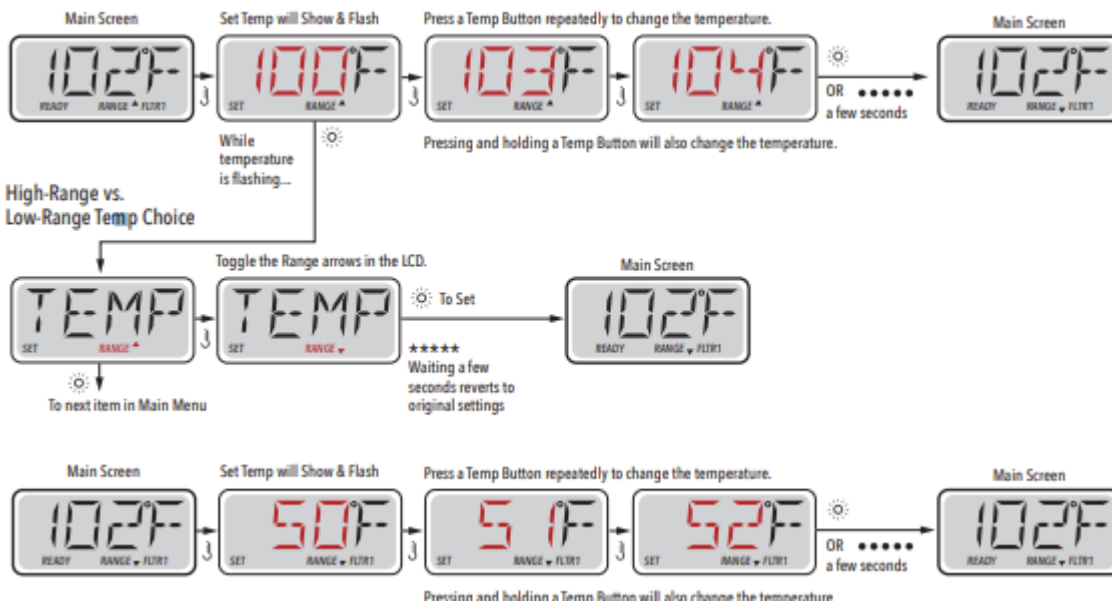 Main Screen
Set Temp will Show & Flash
Press a Temp Button repeatedly to change the temperature.
Main Screen
102°F
READY RANGE ▲ FLTR1
100°F
SET RANGE ▲
103°F
SET RANGE ▲
104°F
SET RANGE ▲
OR •••••
a few seconds
102°F
READY RANGE ▼ FLTR1
While
temperature
is flashing...
Pressing and holding a Temp Button will also change the temperature.
High-Range vs.
Low-Range Temp Choice
Toggle the Range arrows in the LCD.
Main Screen
TEMP
SET RANGE ▲
TEMP
SET RANGE ▼
To Set
*****
Waiting a few
seconds reverts to
original settings
102°F
READY RANGE ▼ FLTR1
To next item in Main Menu
Main Screen
Set Temp will Show & Flash
Press a Temp Button repeatedly to change the temperature.
Main Screen
102°F
READY RANGE ▼ FLTR1
50°F
SET RANGE ▼ FLTR1
51°F
SET RANGE ▼ FLTR1
52°F
SET RANGE ▼ FLTR1
OR •••••
a few seconds
102°F
READY RANGE ▼ FLTR1
Pressing and holding a Temp Button will also change the temperature